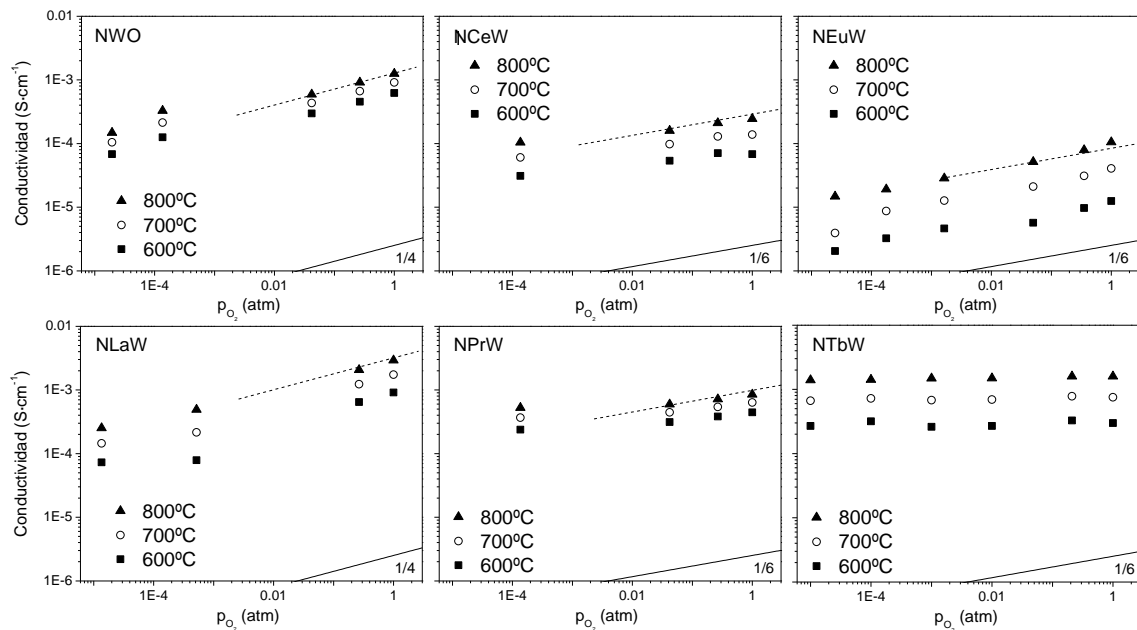 0.01
1E-3
1E-4
1E-5
1E-6
Conductividad (S·cm⁻¹)
NWO
800ºC
700ºC
600ºC
1/4
1E-4
0.01
1
pO₂ (atm)
NCeW
800ºC
700ºC
600ºC
1/6
1E-4
0.01
1
pO₂ (atm)
NEuW
800ºC
700ºC
600ºC
1/6
1E-4
0.01
1
pO₂ (atm)
0.01
1E-3
1E-4
1E-5
1E-6
Conductividad (S·cm⁻¹)
NLaW
800ºC
700ºC
600ºC
1/4
1E-4
0.01
1
pO₂ (atm)
NPrW
800ºC
700ºC
600ºC
1/6
1E-4
0.01
1
pO₂ (atm)
NTbW
800ºC
700ºC
600ºC
1/6
1E-4
0.01
1
pO₂ (atm)